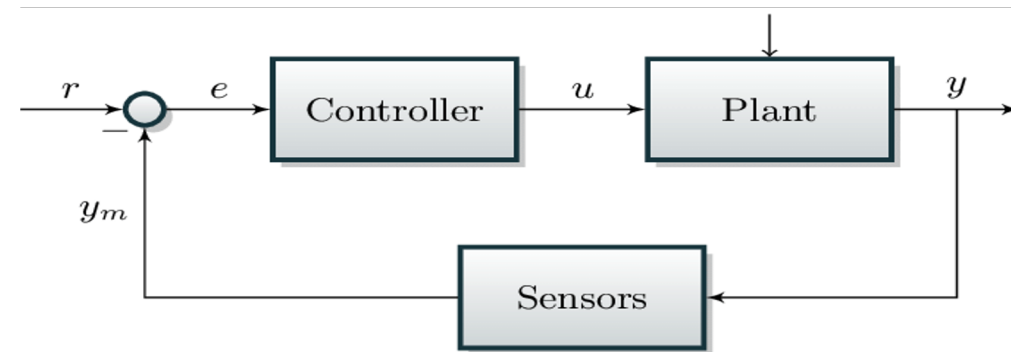 r
e
Controller
u
Plant
y
−
y_m
Sensors